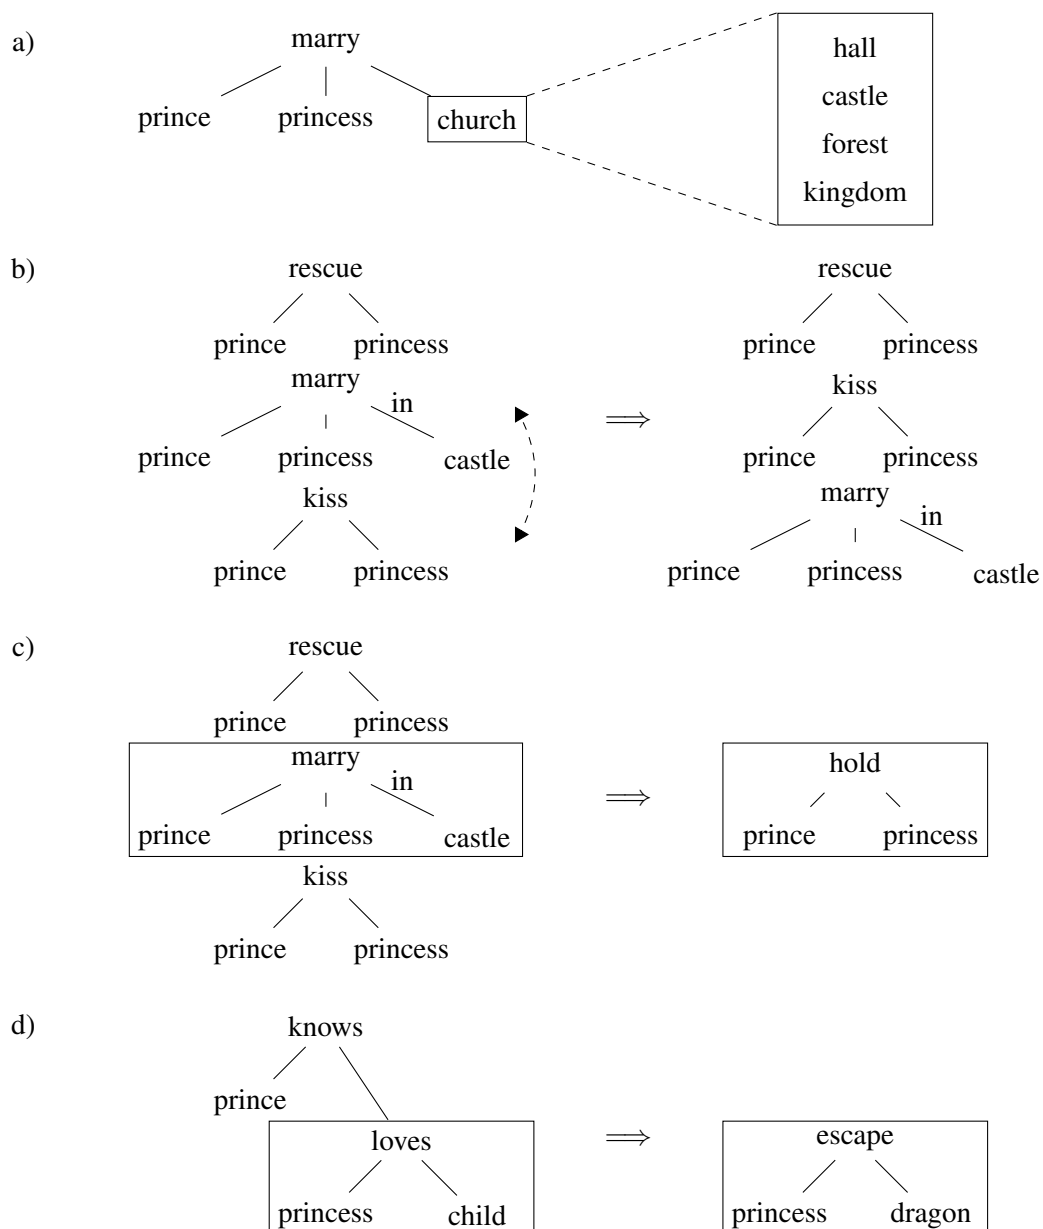 a)
marry
prince princess church
hall
castle
forest
kingdom
b)
rescue
prince princess
marry
in
prince princess castle
kiss
prince princess
⟹
rescue
prince princess
kiss
prince princess
marry
in
prince princess castle
c)
rescue
prince princess
marry
in
prince princess castle
kiss
prince princess
⟹
hold
prince princess
d)
knows
prince
loves
princess child
⟹
escape
princess dragon